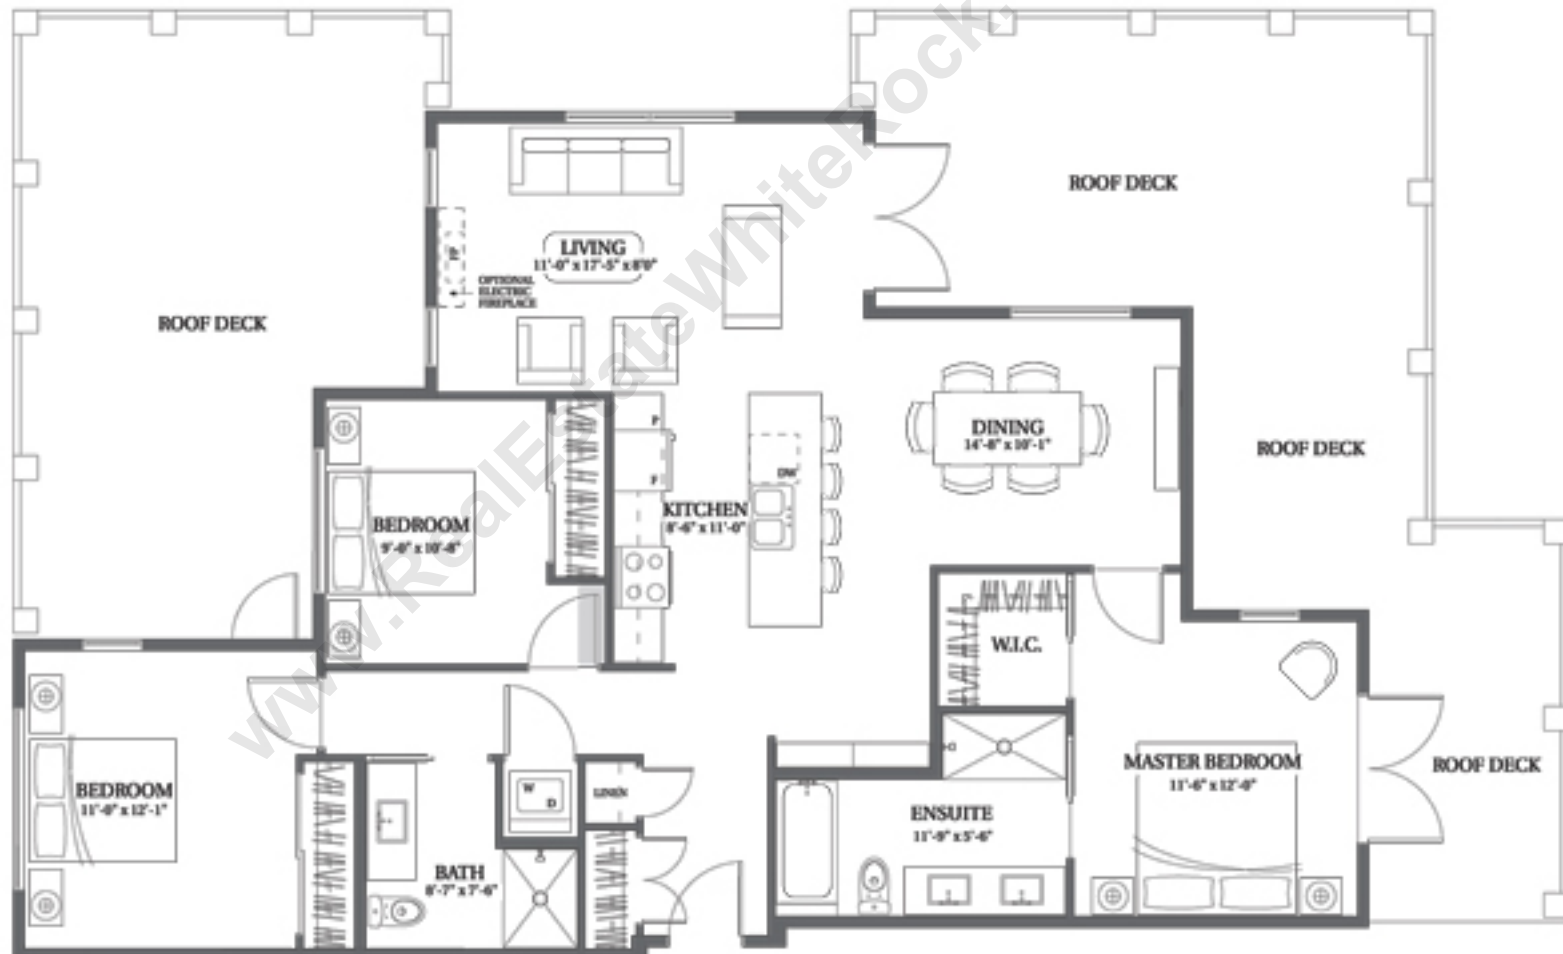 www.RealEstateWhiteRock.
ROOF DECK
LIVING
11'-0" x 17'-5" x 8'0"
FP
OPTIONAL
ELECTRIC
FIREPLACE
ROOF DECK
P
F
DW
DINING
14'-8" x 10'-1"
ROOF DECK
KITCHEN
8'-6" x 11'-0"
BEDROOM
9'-0" x 10'-8"
W.I.C.
MASTER BEDROOM
11'-6" x 12'-0"
ROOF DECK
BEDROOM
11'-0" x 12'-1"
W
D
LINEN
ENSUITE
11'-9" x 5'-6"
BATH
8'-7" x 7'-6"